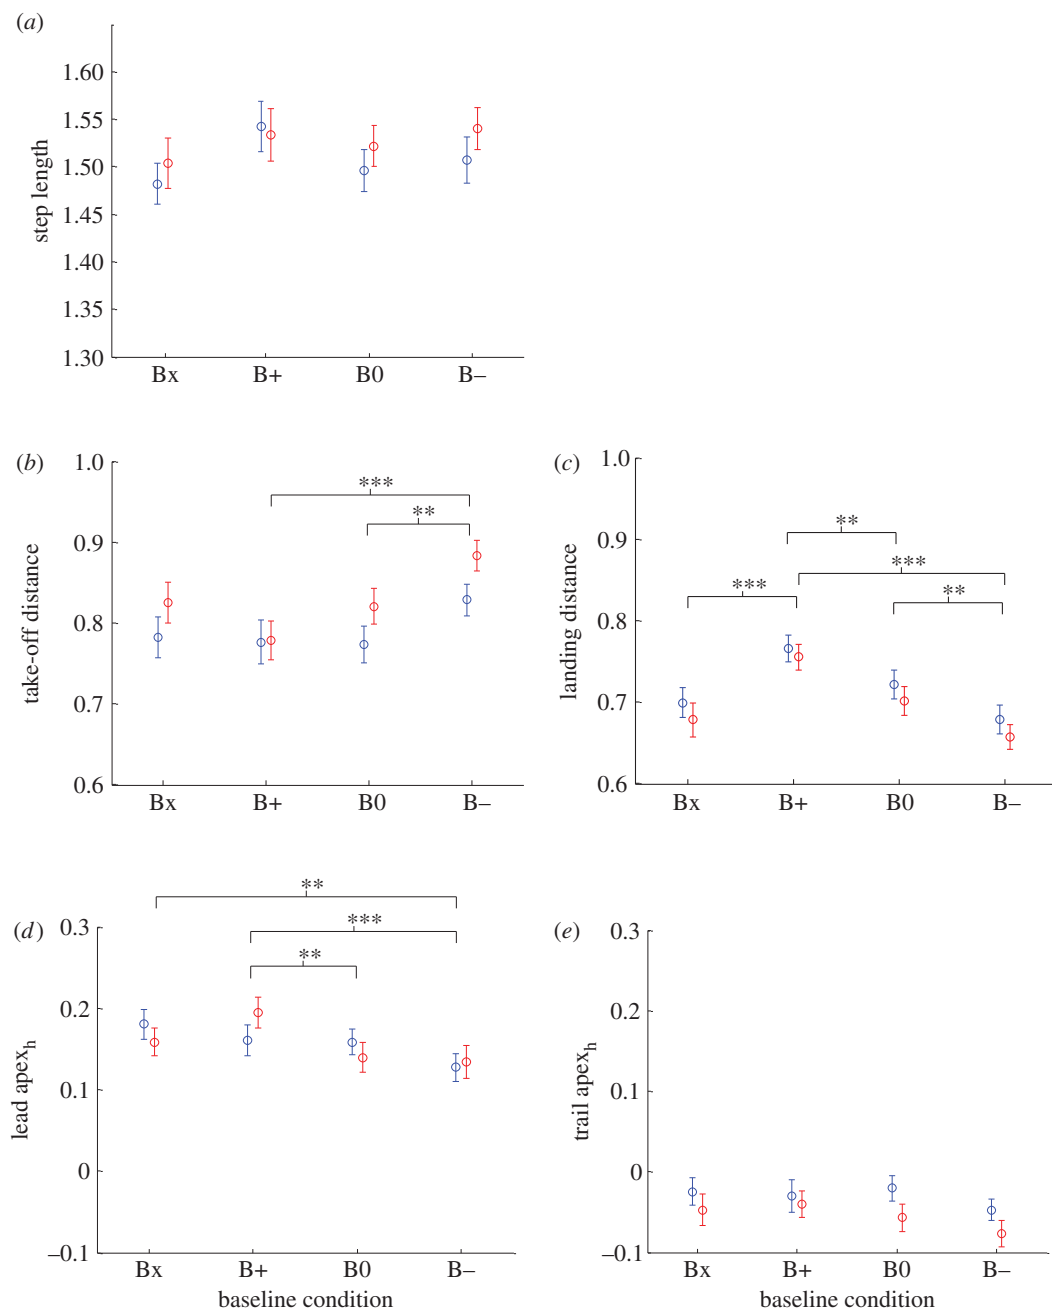 (a)
step length
1.60
1.55
1.50
1.45
1.40
1.35
1.30
Bx B+ B0 B–
(b)
take-off distance
1.0
0.9
0.8
0.7
0.6
***
**
Bx B+ B0 B–
(c)
landing distance
1.0
0.9
0.8
0.7
0.6
**
***
***
**
Bx B+ B0 B–
(d)
lead apexh
0.3
0.2
0.1
0
–0.1
**
***
**
Bx B+ B0 B–
baseline condition
(e)
trail apexh
0.3
0.2
0.1
0
–0.1
Bx B+ B0 B–
baseline condition